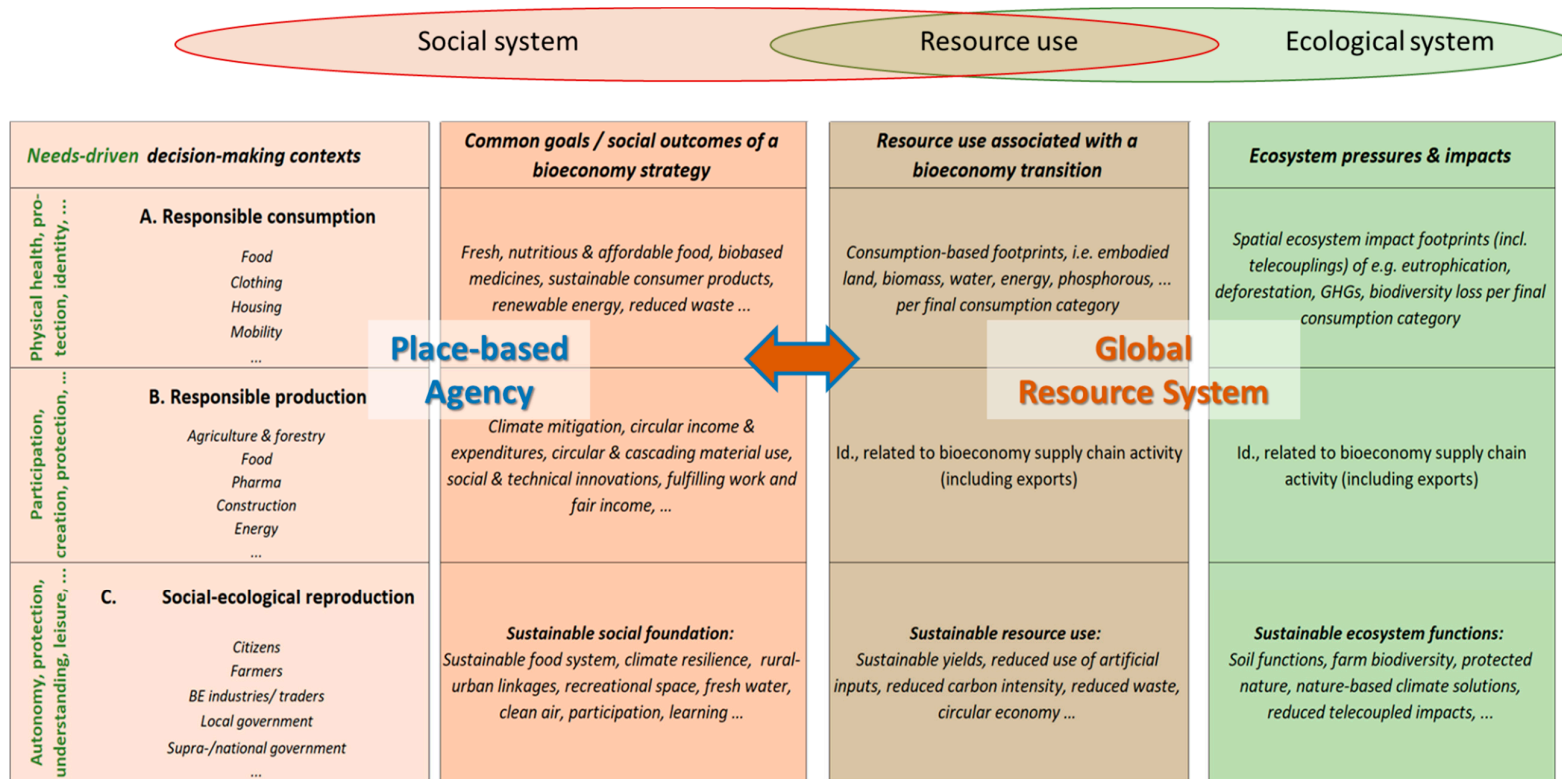 Social system
Resource use
Ecological system
Needs-driven decision-making contexts
Common goals / social outcomes of a
bioeconomy strategy
Resource use associated with a
bioeconomy transition
Ecosystem pressures & impacts
Physical health, pro-
tection, identity, ...
A. Responsible consumption
Food
Clothing
Housing
Mobility
...
Fresh, nutritious & affordable food, biobased
medicines, sustainable consumer products,
renewable energy, reduced waste ...
Consumption-based footprints, i.e. embodied
land, biomass, water, energy, phosphorous, ...
per final consumption category
Spatial ecosystem impact footprints (incl.
telecouplings) of e.g. eutrophication,
deforestation, GHGs, biodiversity loss per final
consumption category
Place-based
Agency
Global
Resource System
Participation,
creation, protection, ...
B. Responsible production
Agriculture & forestry
Food
Pharma
Construction
Energy
...
Climate mitigation, circular income &
expenditures, circular & cascading material use,
social & technical innovations, fulfilling work and
fair income, ...
Id., related to bioeconomy supply chain activity
(including exports)
Id., related to bioeconomy supply chain
activity (including exports)
Autonomy, protection,
understanding, leisure, ...
C. Social-ecological reproduction
Citizens
Farmers
BE industries/ traders
Local government
Supra-/national government
...
Sustainable social foundation:
Sustainable food system, climate resilience, rural-
urban linkages, recreational space, fresh water,
clean air, participation, learning ...
Sustainable resource use:
Sustainable yields, reduced use of artificial
inputs, reduced carbon intensity, reduced waste,
circular economy ...
Sustainable ecosystem functions:
Soil functions, farm biodiversity, protected
nature, nature-based climate solutions,
reduced telecoupled impacts, ...